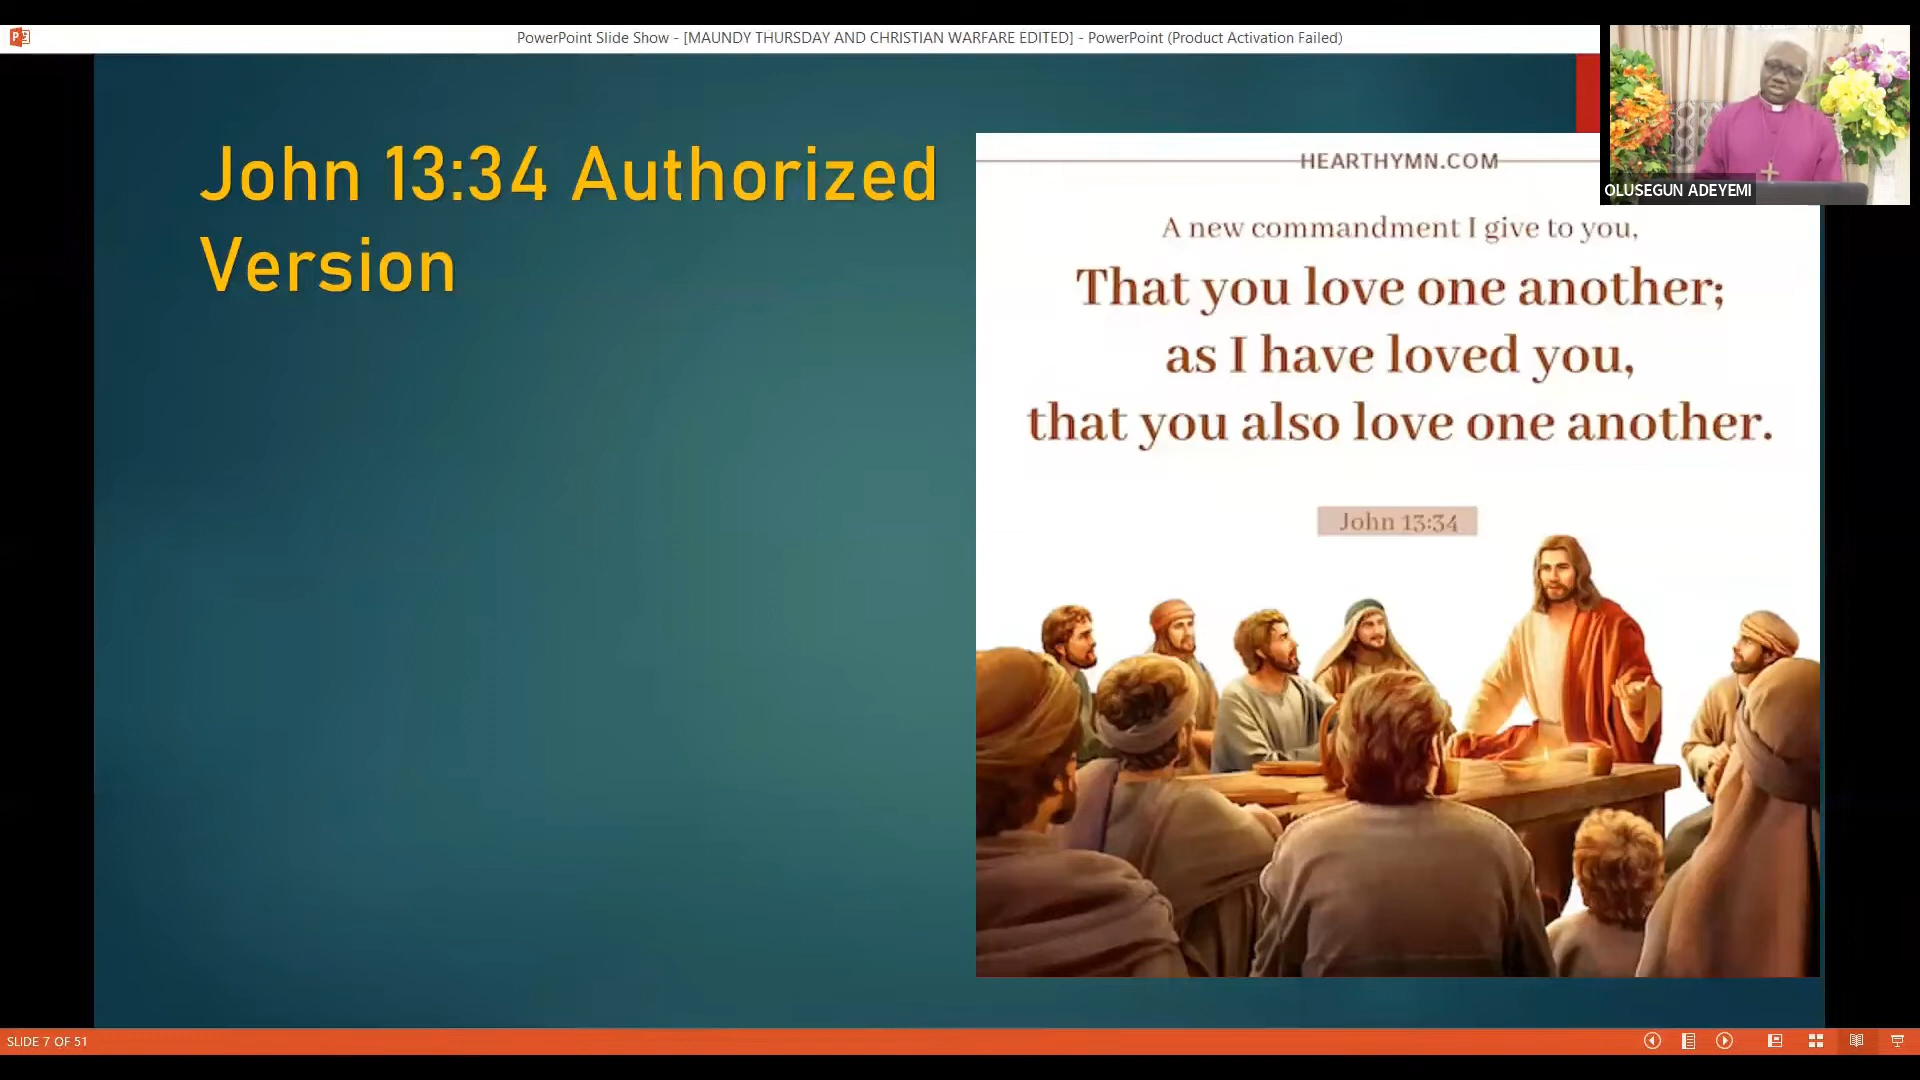 PowerPoint Slide Show - [MAUNDY THURSDAY AND CHRISTIAN WARFARE EDITED] - PowerPoint (Product Activation Failed)
OLUSEGUN ADEYEMI
John 13:34 Authorized
Version
HEARTHYMN.COM
A new commandment I give to you,
That you love one another;
as I have loved you,
that you also love one another.
John 13:34
SLIDE 7 OF 51